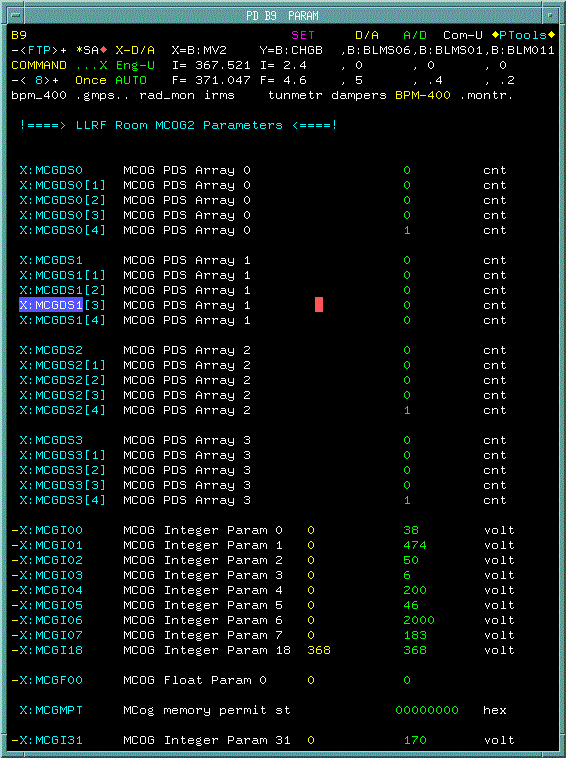 PD B9 PARAM
B9 SET D/A A/D Com-U ◆PTools◆
-<FTP>+ *SA◆ X-D/A X=B:MV2 Y=B:CHGB ,B:BLMS06,B:BLMS01,B:BLM011
COMMAND ...X Eng-U I= 367.521 I= 2.4 , 0 , 0 , 0
-< 8>+ Once AUTO F= 371.047 F= 4.6 , 5 , .4 , .2
bpm_400 .gmps.. rad_mon irms tunmetr dampers BPM-400 .montr.
!====> LLRF Room MCOG2 Parameters <====!
X:MCGDS0 MCOG PDS Array 0 0 cnt
X:MCGDS0[1] MCOG PDS Array 0 0 cnt
X:MCGDS0[2] MCOG PDS Array 0 0 cnt
X:MCGDS0[3] MCOG PDS Array 0 0 cnt
X:MCGDS0[4] MCOG PDS Array 0 1 cnt
X:MCGDS1 MCOG PDS Array 1 0 cnt
X:MCGDS1[1] MCOG PDS Array 1 0 cnt
X:MCGDS1[2] MCOG PDS Array 1 0 cnt
X:MCGDS1[3] MCOG PDS Array 1 0 cnt
X:MCGDS1[4] MCOG PDS Array 1 0 cnt
X:MCGDS2 MCOG PDS Array 2 0 cnt
X:MCGDS2[1] MCOG PDS Array 2 0 cnt
X:MCGDS2[2] MCOG PDS Array 2 0 cnt
X:MCGDS2[3] MCOG PDS Array 2 0 cnt
X:MCGDS2[4] MCOG PDS Array 2 1 cnt
X:MCGDS3 MCOG PDS Array 3 0 cnt
X:MCGDS3[1] MCOG PDS Array 3 0 cnt
X:MCGDS3[2] MCOG PDS Array 3 0 cnt
X:MCGDS3[3] MCOG PDS Array 3 0 cnt
X:MCGDS3[4] MCOG PDS Array 3 1 cnt
-X:MCGI00 MCOG Integer Param 0 0 38 volt
-X:MCGI01 MCOG Integer Param 1 0 474 volt
-X:MCGI02 MCOG Integer Param 2 0 50 volt
-X:MCGI03 MCOG Integer Param 3 0 6 volt
-X:MCGI04 MCOG Integer Param 4 0 200 volt
-X:MCGI05 MCOG Integer Param 5 0 46 volt
-X:MCGI06 MCOG Integer Param 6 0 2000 volt
-X:MCGI07 MCOG Integer Param 7 0 183 volt
-X:MCGI18 MCOG Integer Param 18 368 368 volt
-X:MCGF00 MCOG Float Param 0 0 0
X:MCGMPT MCog memory permit st 00000000 hex
-X:MCGI31 MCOG Integer Param 31 0 170 volt